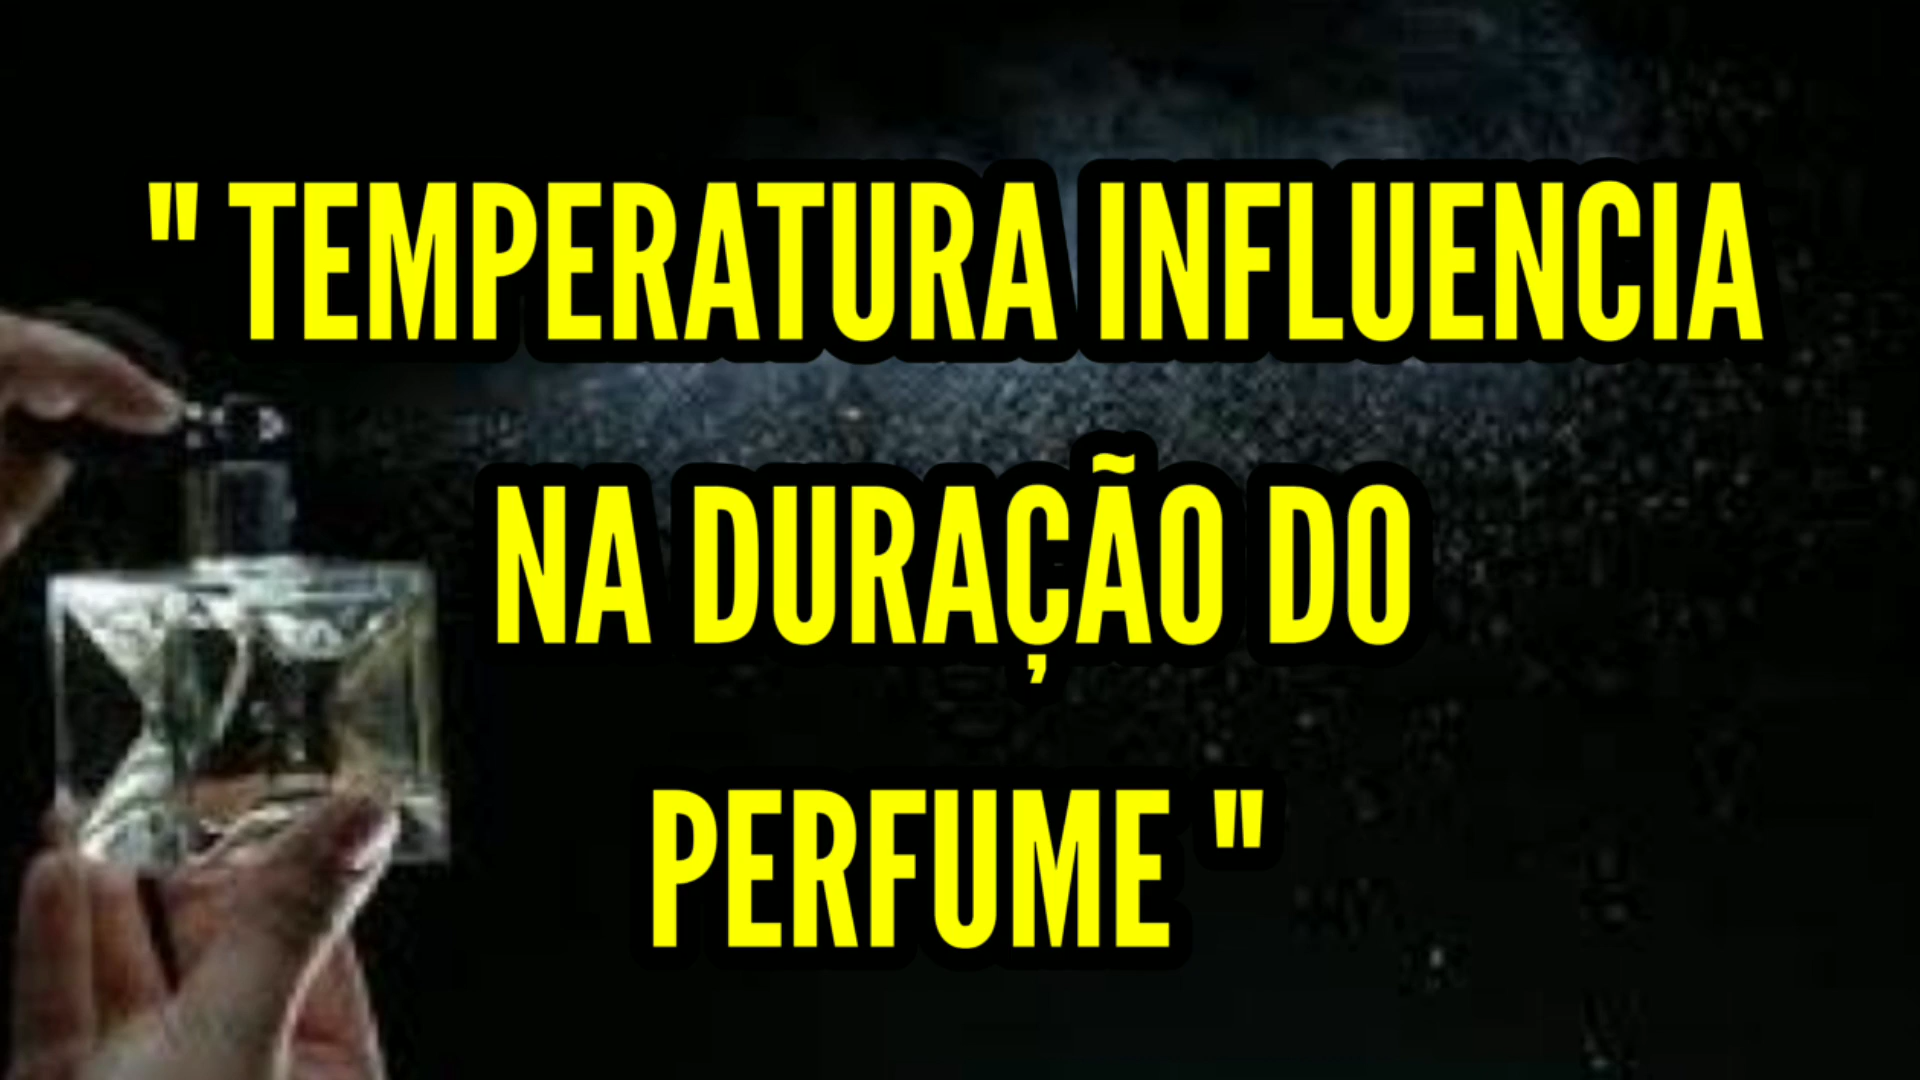 " TEMPERATURA INFLUENCIA
NA DURAÇÃO DO
PERFUME "